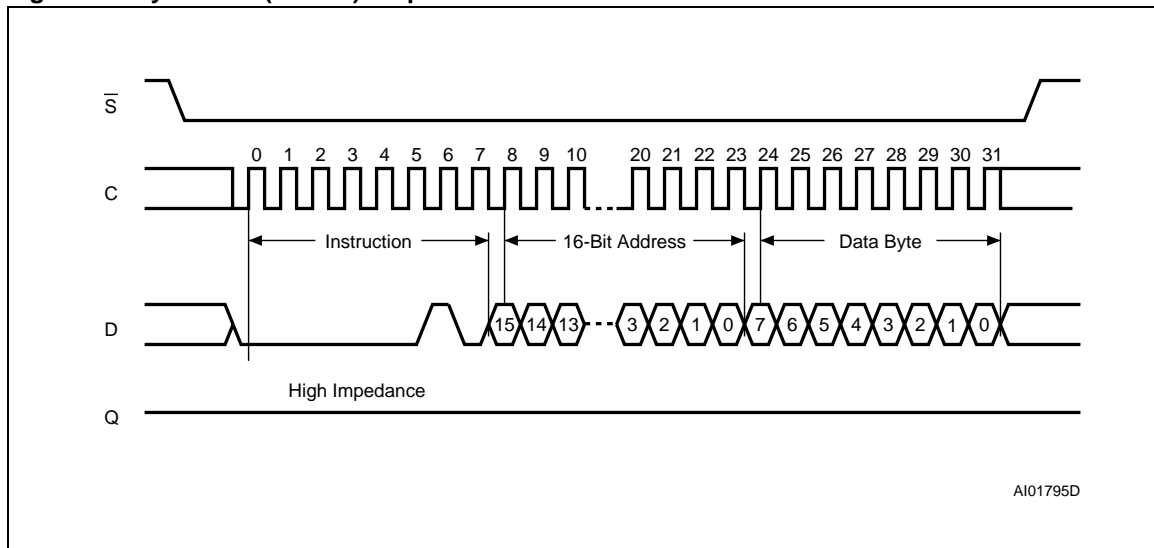 S
0 1 2 3 4 5 6 7 8 9 10 20 21 22 23 24 25 26 27 28 29 30 31
C
Instruction 16-Bit Address Data Byte
D
15 14 13 3 2 1 0 7 6 5 4 3 2 1 0
High Impedance
Q
AI01795D